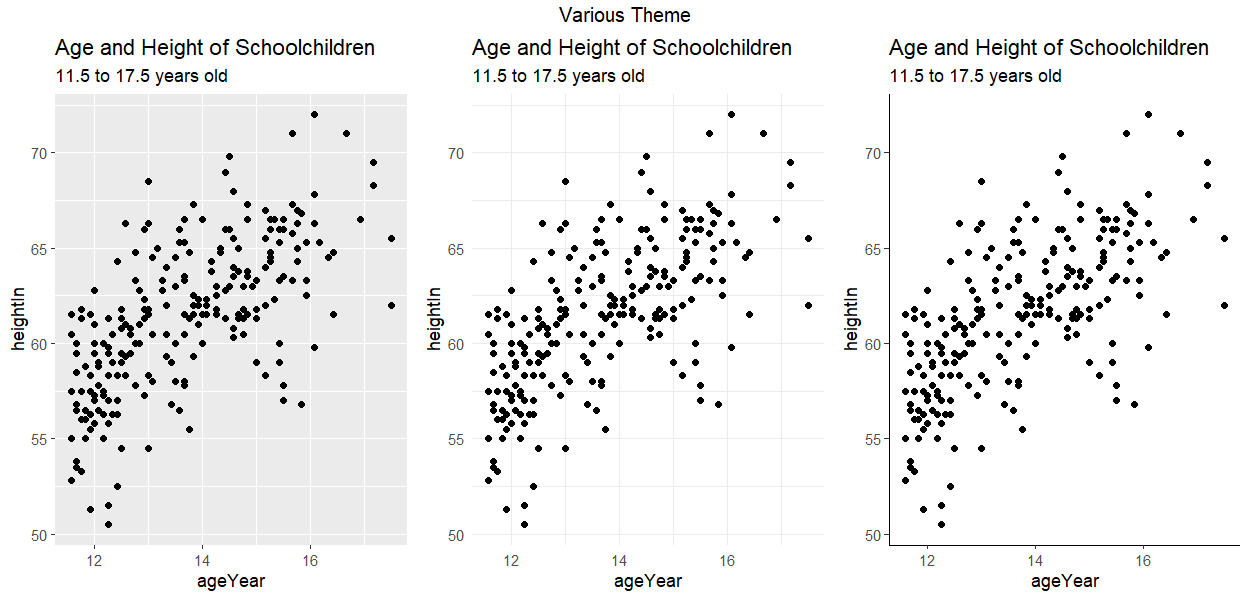 Various Theme
Age and Height of Schoolchildren
11.5 to 17.5 years old
70
65
60
55
50
heightIn
12 14 16
ageYear
Age and Height of Schoolchildren
11.5 to 17.5 years old
70
65
60
55
50
heightIn
12 14 16
ageYear
Age and Height of Schoolchildren
11.5 to 17.5 years old
70
65
60
55
50
heightIn
12 14 16
ageYear